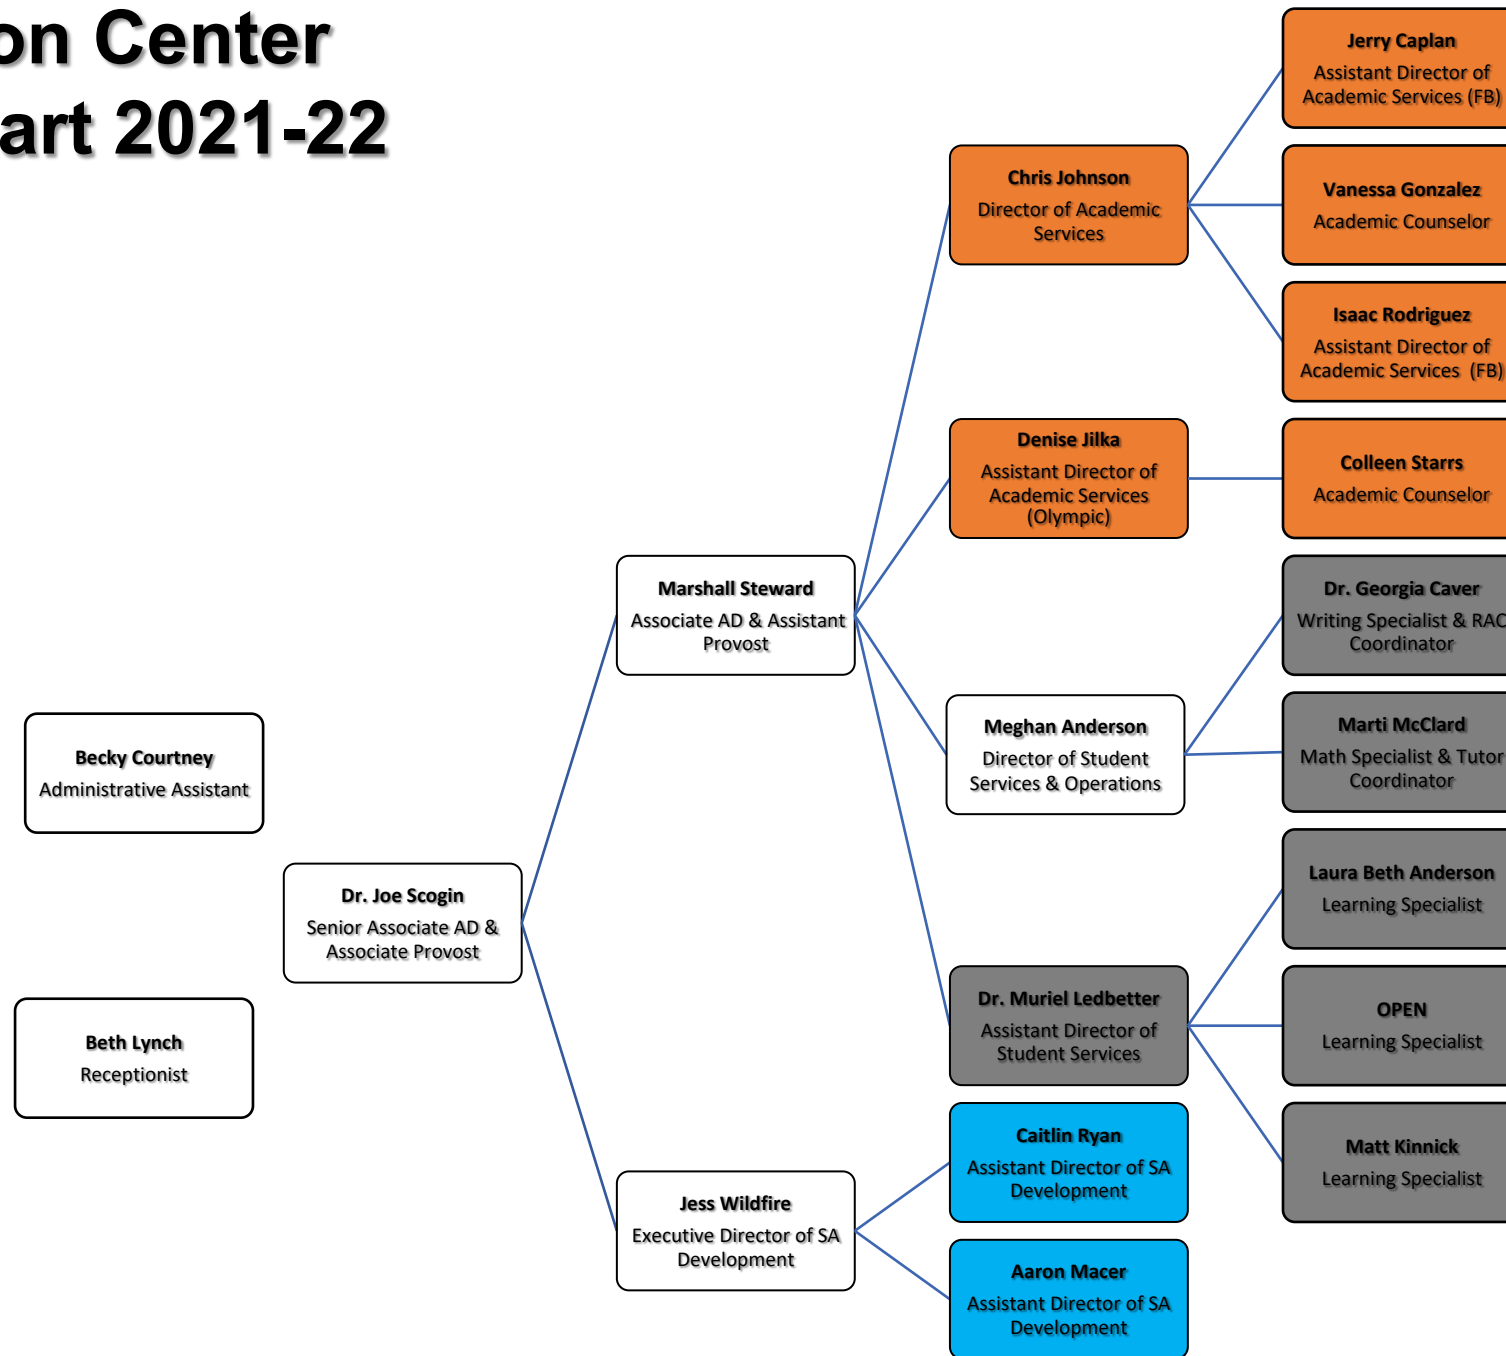 on Center
art 2021-22
Jerry Caplan
Assistant Director of
Academic Services (FB)
Chris Johnson
Director of Academic
Services
Vanessa Gonzalez
Academic Counselor
Isaac Rodriguez
Assistant Director of
Academic Services (FB)
Denise Jilka
Assistant Director of
Academic Services
(Olympic)
Colleen Starrs
Academic Counselor
Marshall Steward
Associate AD & Assistant
Provost
Dr. Georgia Caver
Writing Specialist & RAC
Coordinator
Meghan Anderson
Director of Student
Services & Operations
Marti McClard
Math Specialist & Tutor
Coordinator
Becky Courtney
Administrative Assistant
Dr. Joe Scogin
Senior Associate AD &
Associate Provost
Laura Beth Anderson
Learning Specialist
Beth Lynch
Receptionist
Dr. Muriel Ledbetter
Assistant Director of
Student Services
OPEN
Learning Specialist
Matt Kinnick
Learning Specialist
Jess Wildfire
Executive Director of SA
Development
Caitlin Ryan
Assistant Director of SA
Development
Aaron Macer
Assistant Director of SA
Development